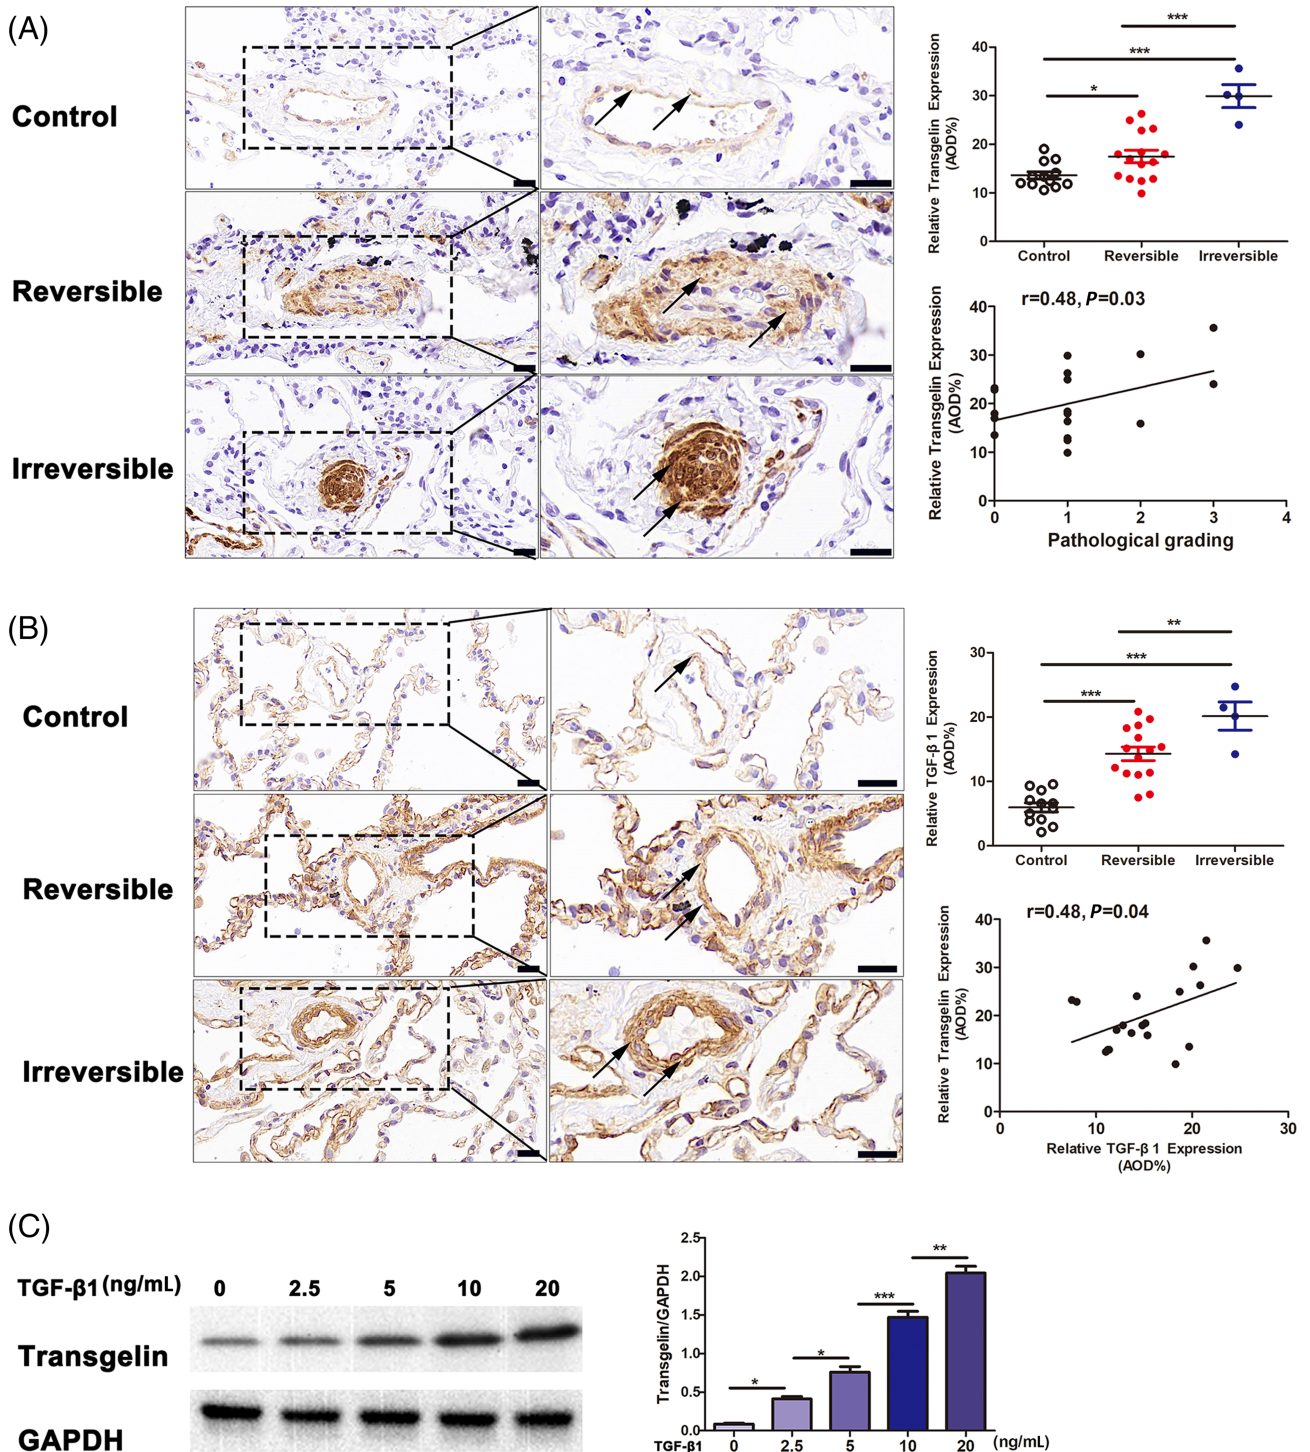 (A)
Control
Reversible
Irreversible
Relative Transgelin Expression
(AOD%)
40
30
20
10
0
***
***
*
Control Reversible Irreversible
Relative Transgelin Expression
(AOD%)
r=0.48, P=0.03
40
30
20
10
0
0 1 2 3 4
Pathological grading
(B)
Control
Reversible
Irreversible
Relative TGF-β1 Expression
(AOD%)
30
20
10
0
**
***
***
Control Reversible Irreversible
Relative Transgelin Expression
(AOD%)
r=0.48, P=0.04
40
30
20
10
0
0 10 20 30
Relative TGF-β 1 Expression
(AOD%)
(C)
TGF-β1(ng/mL) 0 2.5 5 10 20
Transgelin
GAPDH
Transgelin/GAPDH
2.5
2.0
1.5
1.0
0.5
0.0
*
*
***
**
TGF-β1 0 2.5 5 10 20 (ng/mL)